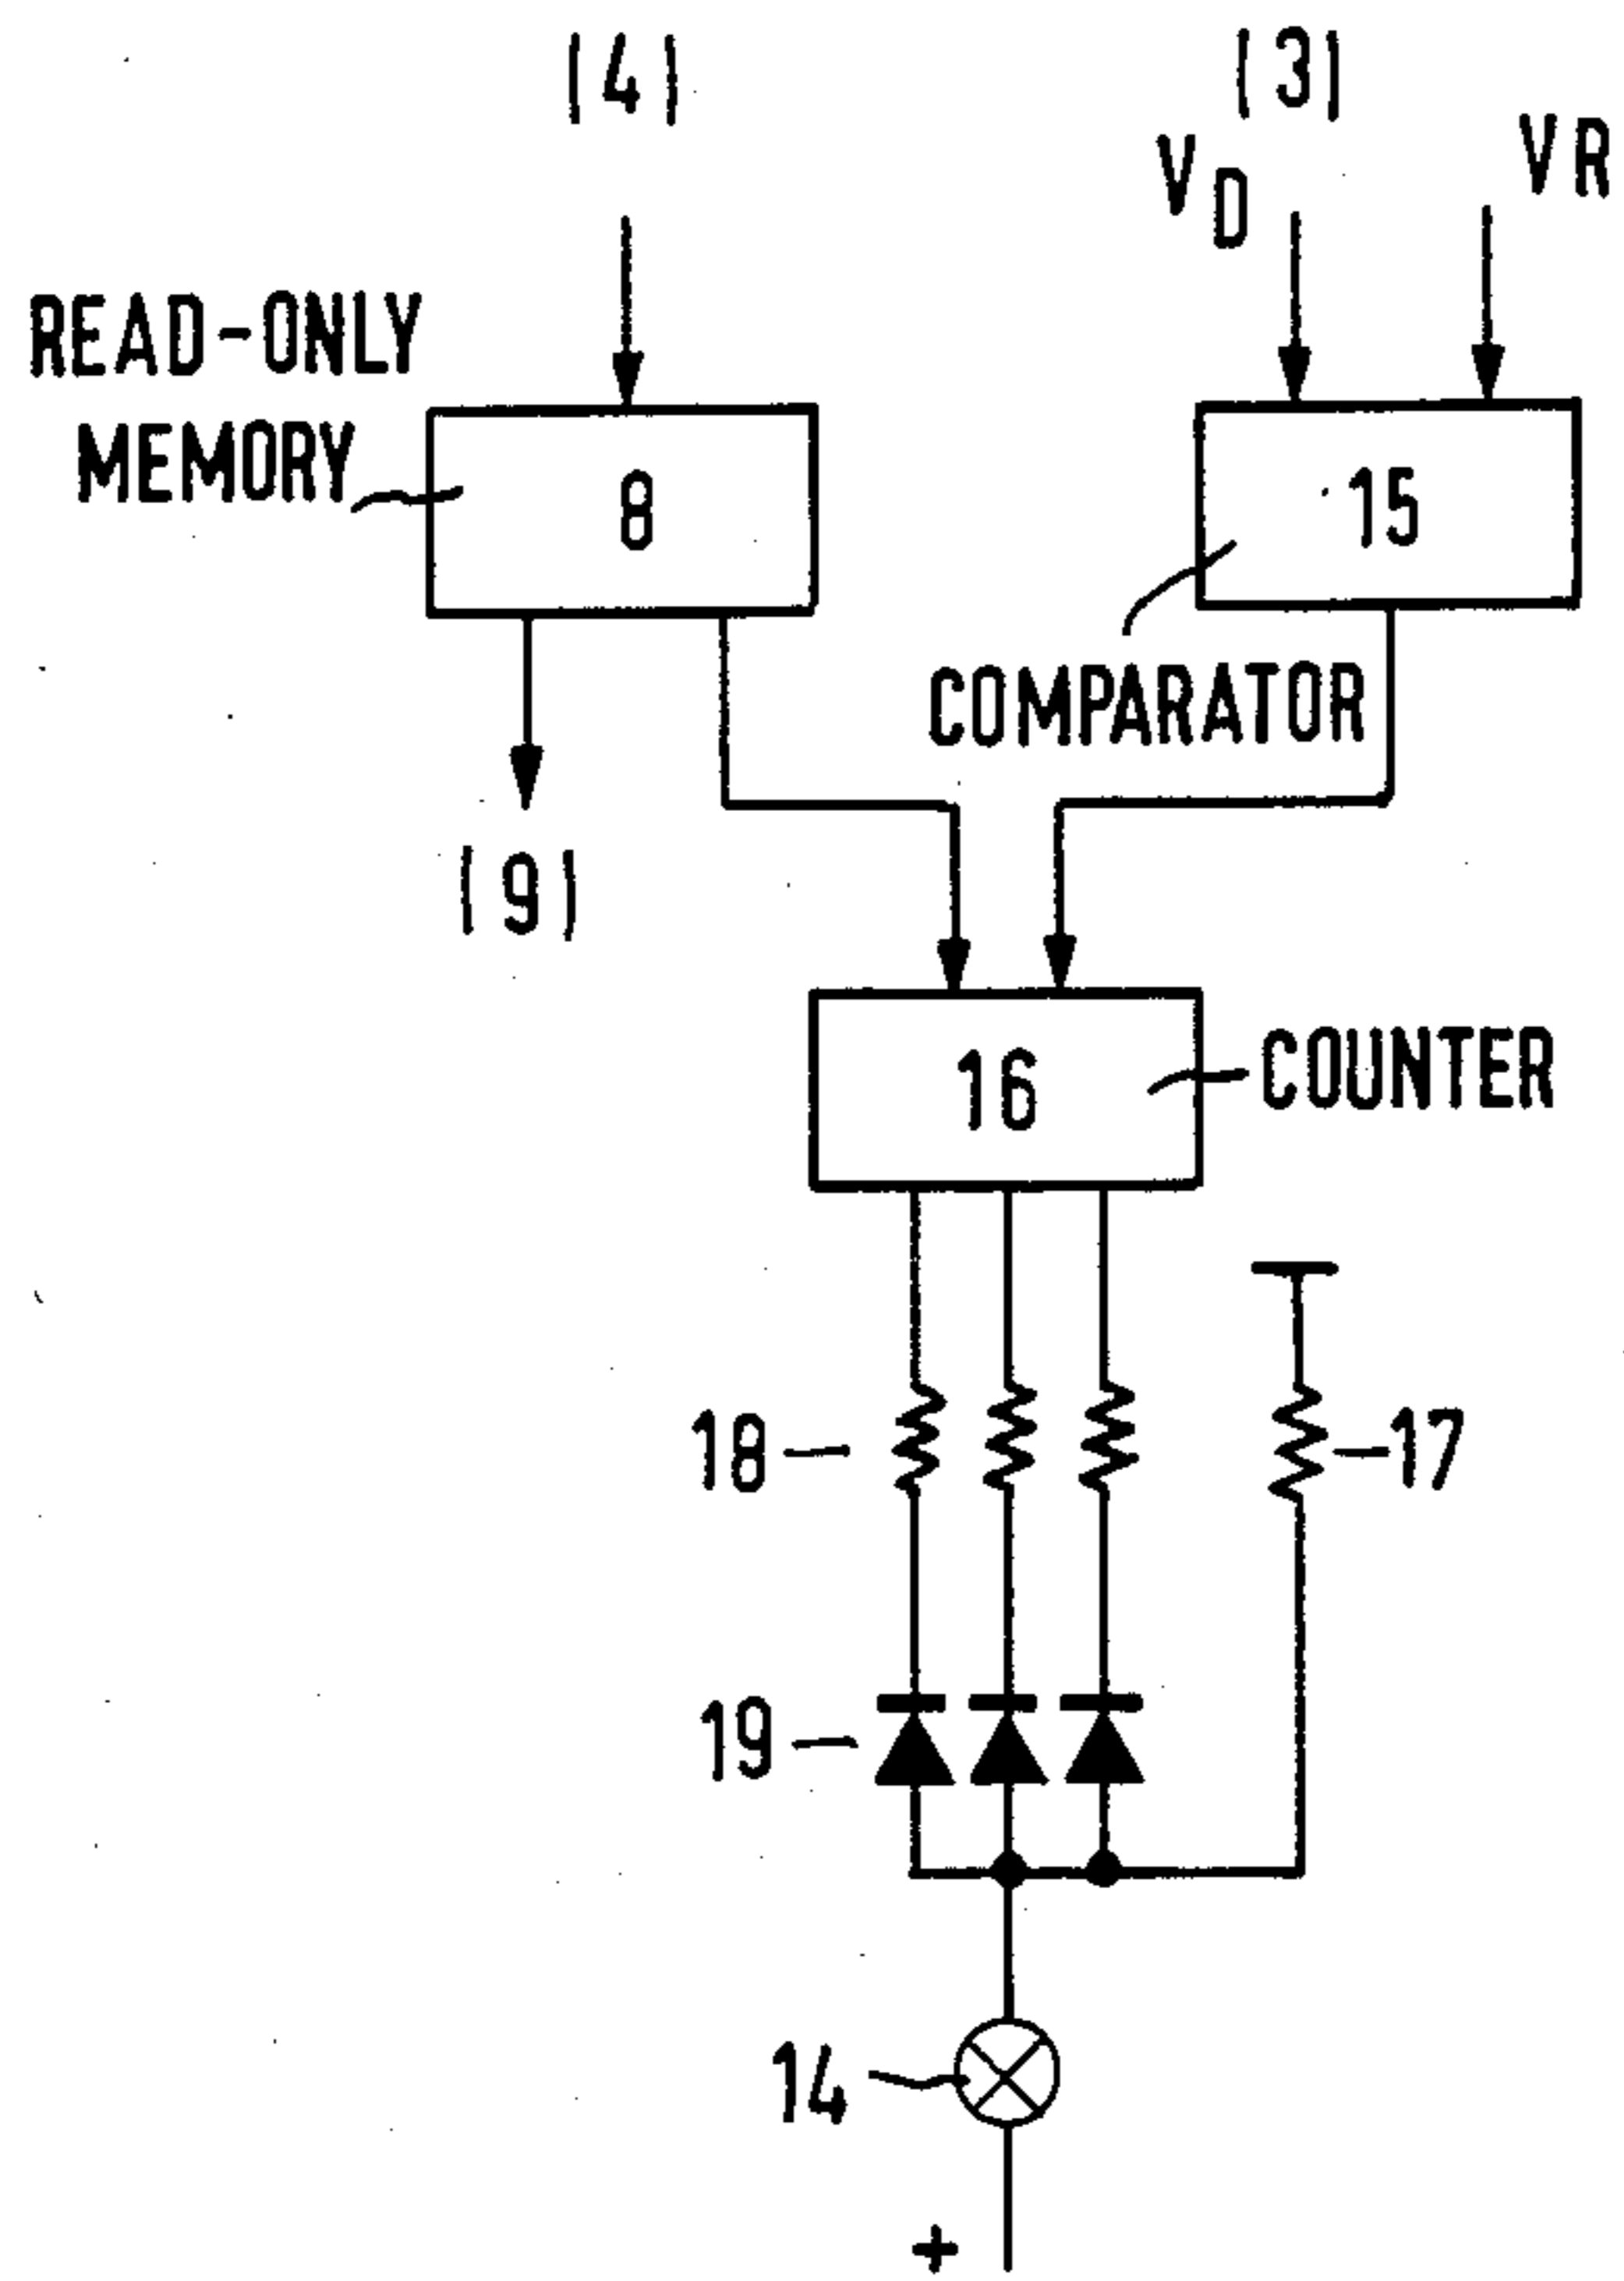 (4)
(3)
VD
VR
READ-ONLY
MEMORY
8
15
COMPARATOR
(9)
16
COUNTER
18
17
19
14
+